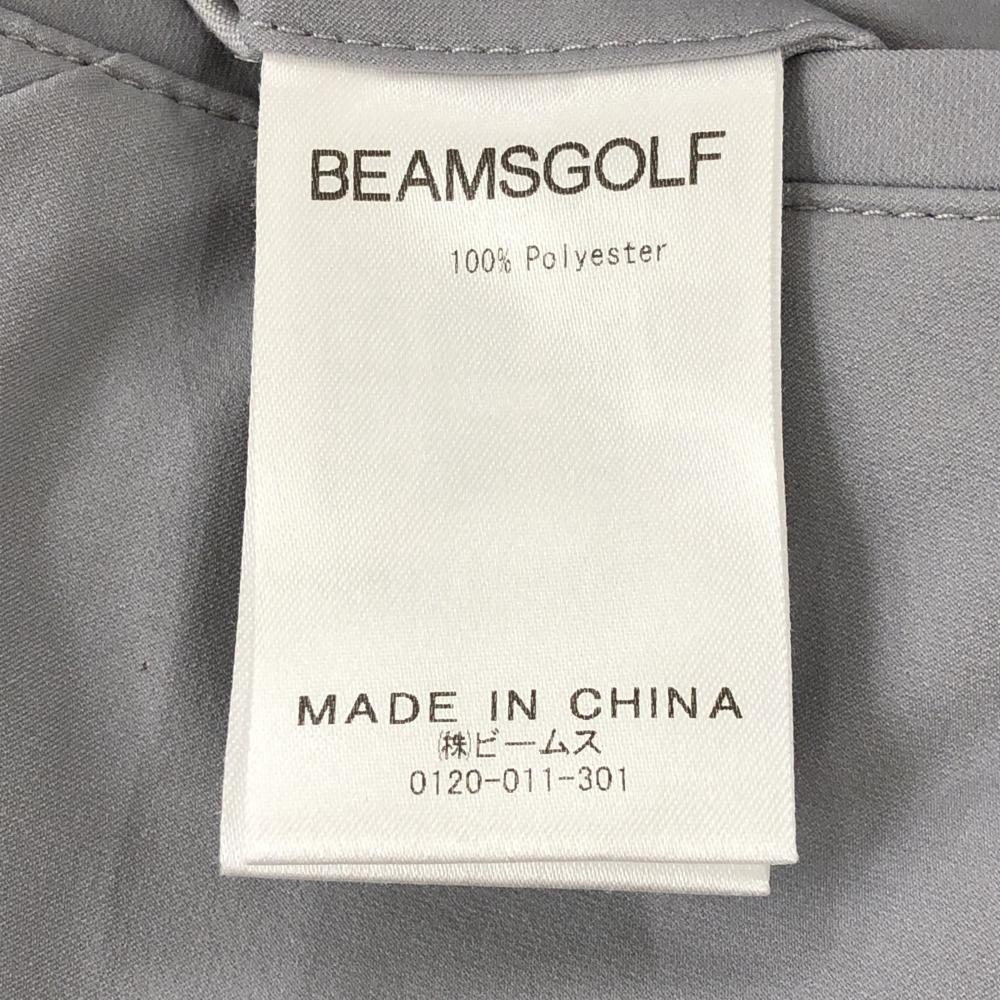 BEAMSGOLF
100% Polyester
MADE IN CHINA
㈱ビームス
0120-011-301